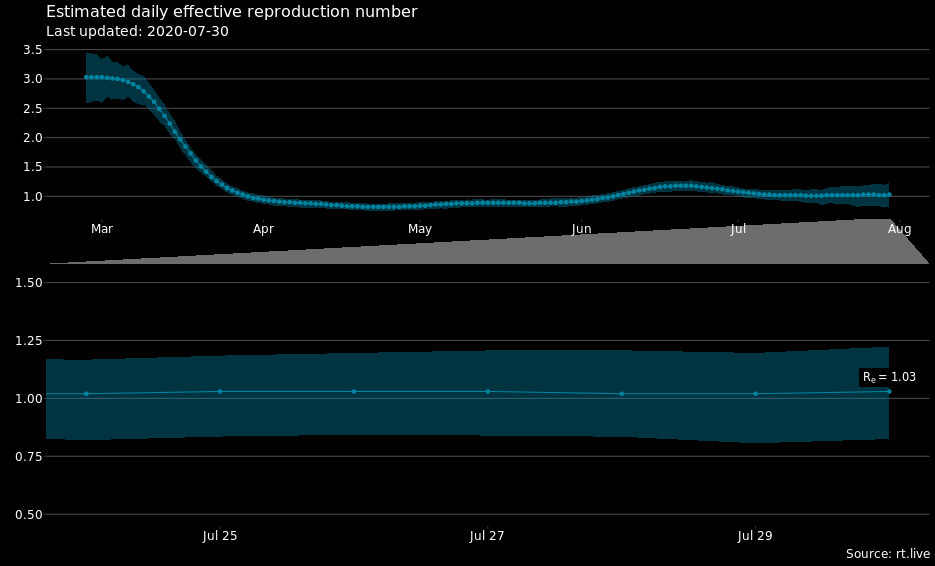 Estimated daily effective reproduction number
Last updated: 2020-07-30
3.5
3.0
2.5
2.0
1.5
1.0
Mar Apr May Jun Jul Aug
1.50
1.25
Re = 1.03
1.00
0.75
0.50
Jul 25 Jul 27 Jul 29
Source: rt.live